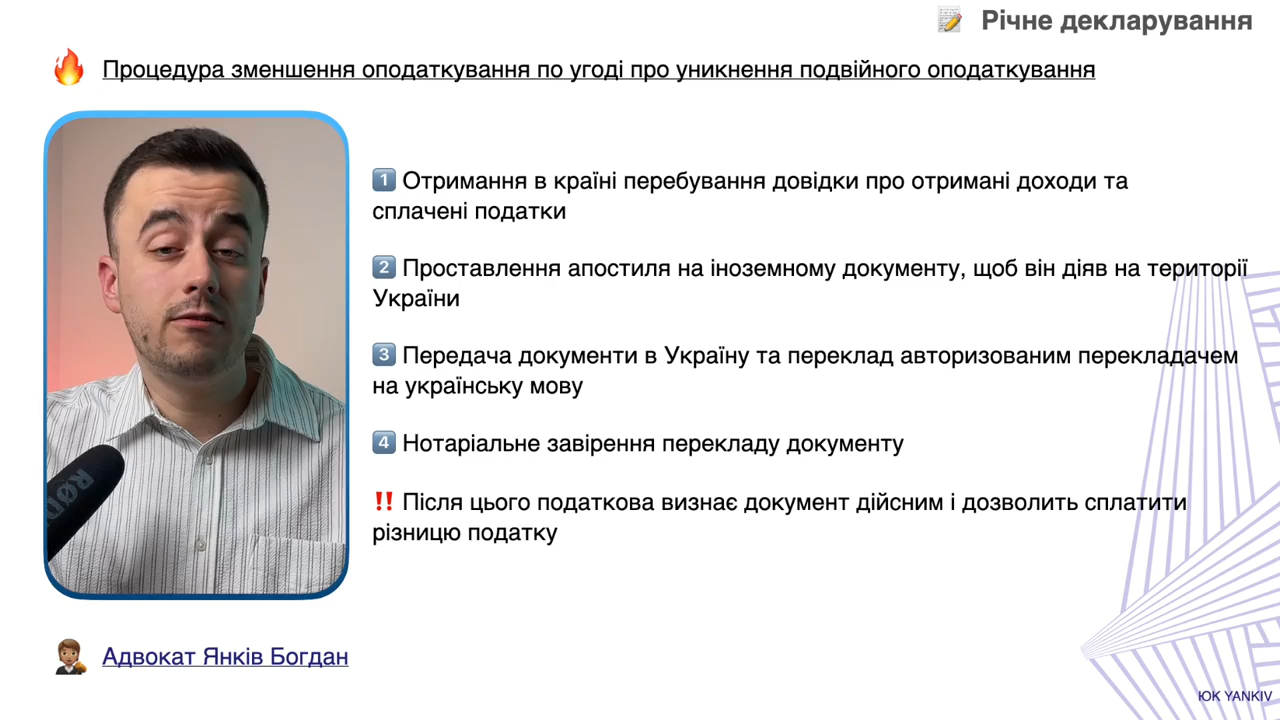 📝 Річне декларування
🔥 Процедура зменшення оподаткування по угоді про уникнення подвійного оподаткування
1️⃣ Отримання в країні перебування довідки про отримані доходи та
сплачені податки
2️⃣ Проставлення апостиля на іноземному документу, щоб він діяв на території
України
3️⃣ Передача документи в Україну та переклад авторизованим перекладачем
на українську мову
4️⃣ Нотаріальне завірення перекладу документу
‼️ Після цього податкова визнає документ дійсним і дозволить сплатити
різницю податку
RØD
Адвокат Янків Богдан
ЮК YANKIV